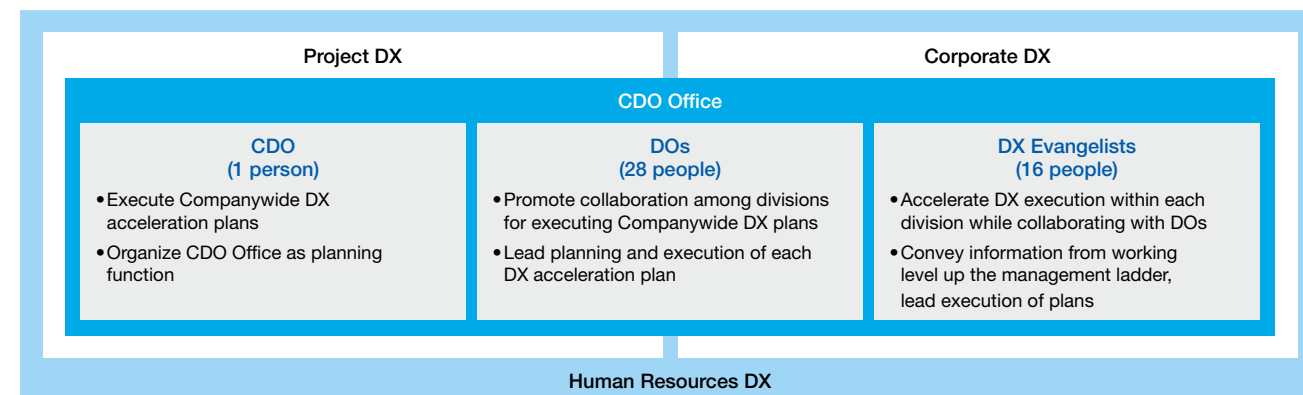 Project DX
Corporate DX
CDO Office
CDO
(1 person)
•Execute Companywide DX
acceleration plans
•Organize CDO Office as planning
function
DOs
(28 people)
•Promote collaboration among divisions
for executing Companywide DX plans
•Lead planning and execution of each
DX acceleration plan
DX Evangelists
(16 people)
•Accelerate DX execution within each
division while collaborating with DOs
•Convey information from working
level up the management ladder,
lead execution of plans
Human Resources DX